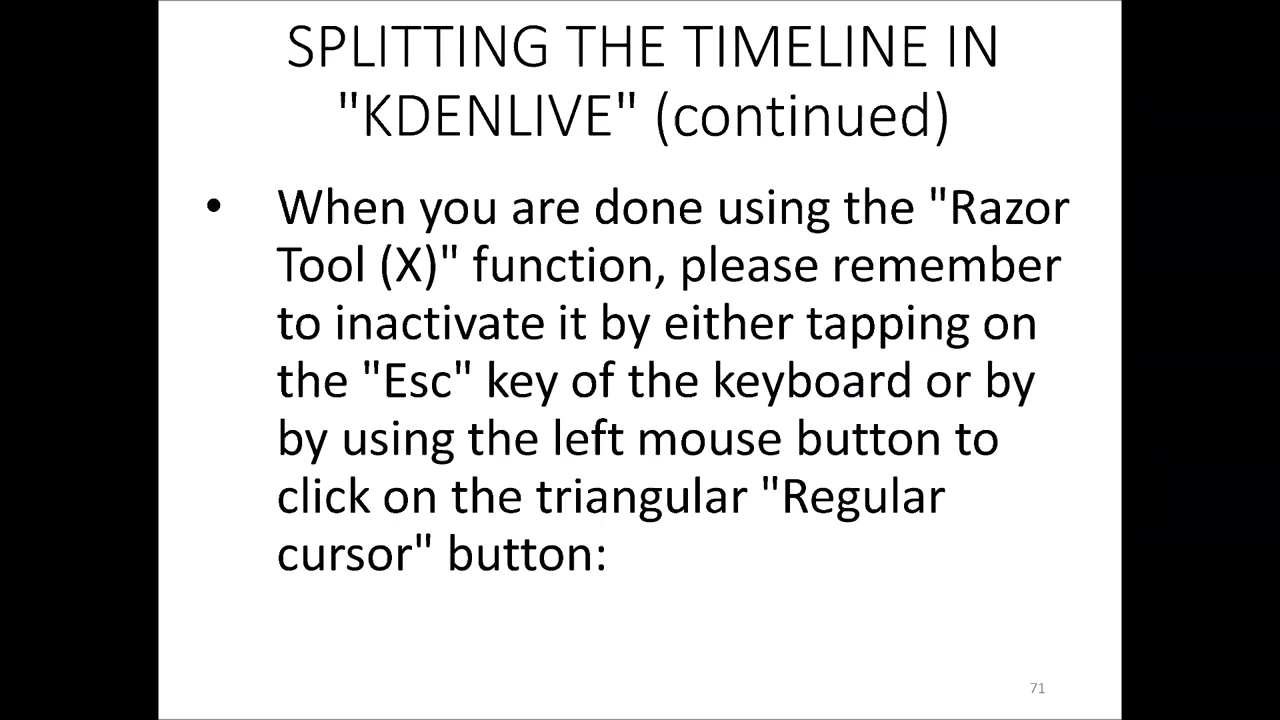 SPLITTING THE TIMELINE IN
"KDENLIVE" (continued)
• When you are done using the "Razor
Tool (X)" function, please remember
to inactivate it by either tapping on
the "Esc" key of the keyboard or by
by using the left mouse button to
click on the triangular "Regular
cursor" button:
71